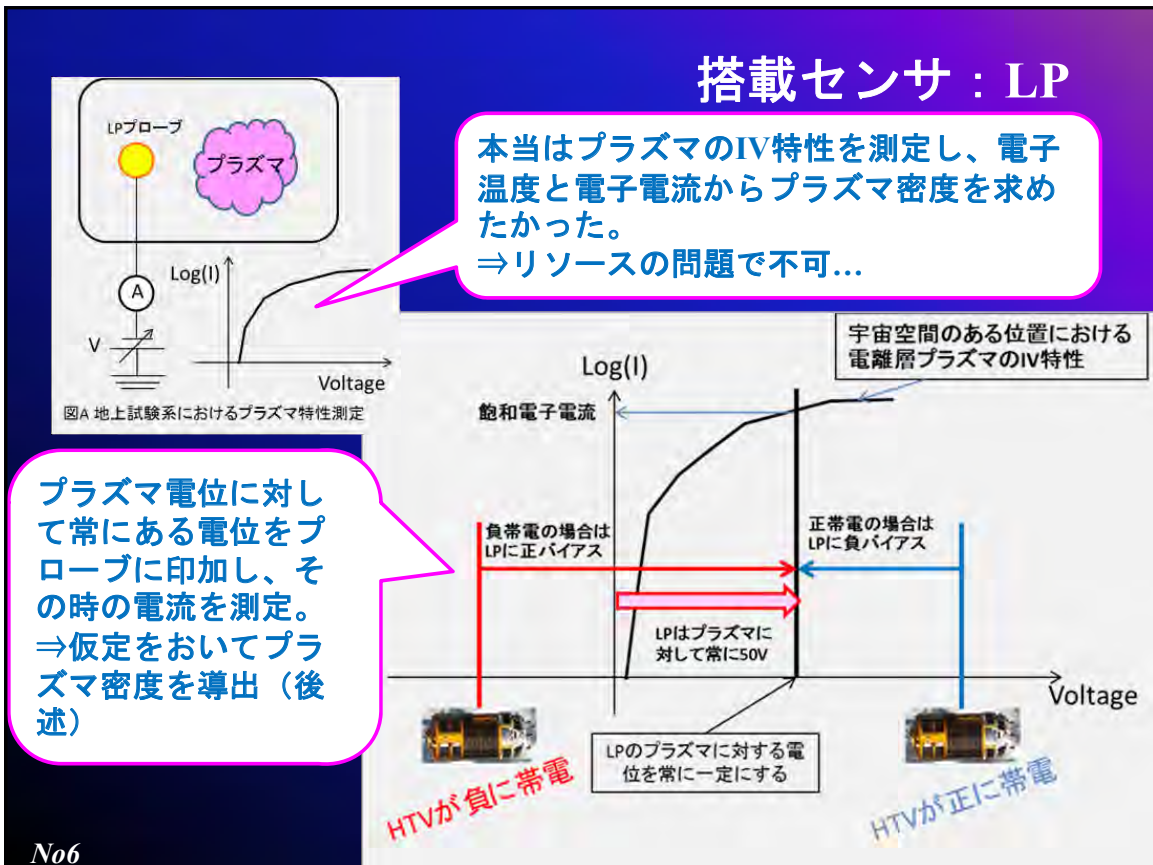 搭載センサ：LP
LPプローブ
プラズマ
A
V
Log(I)
Voltage
図A 地上試験系におけるプラズマ特性測定
本当はプラズマのIV特性を測定し、電子
温度と電子電流からプラズマ密度を求め
たかった。
⇒リソースの問題で不可…
宇宙空間のある位置における
電離層プラズマのIV特性
Log(I)
飽和電子電流
プラズマ電位に対し
て常にある電位をプ
ローブに印加し、そ
の時の電流を測定。
⇒仮定をおいてプラ
ズマ密度を導出（後
述）
負帯電の場合は
LPに正バイアス
正帯電の場合は
LPに負バイアス
LPはプラズマに
対して常に50V
Voltage
LPのプラズマに対する電
位を常に一定にする
HTVが負に帯電
HTVが正に帯電
No6